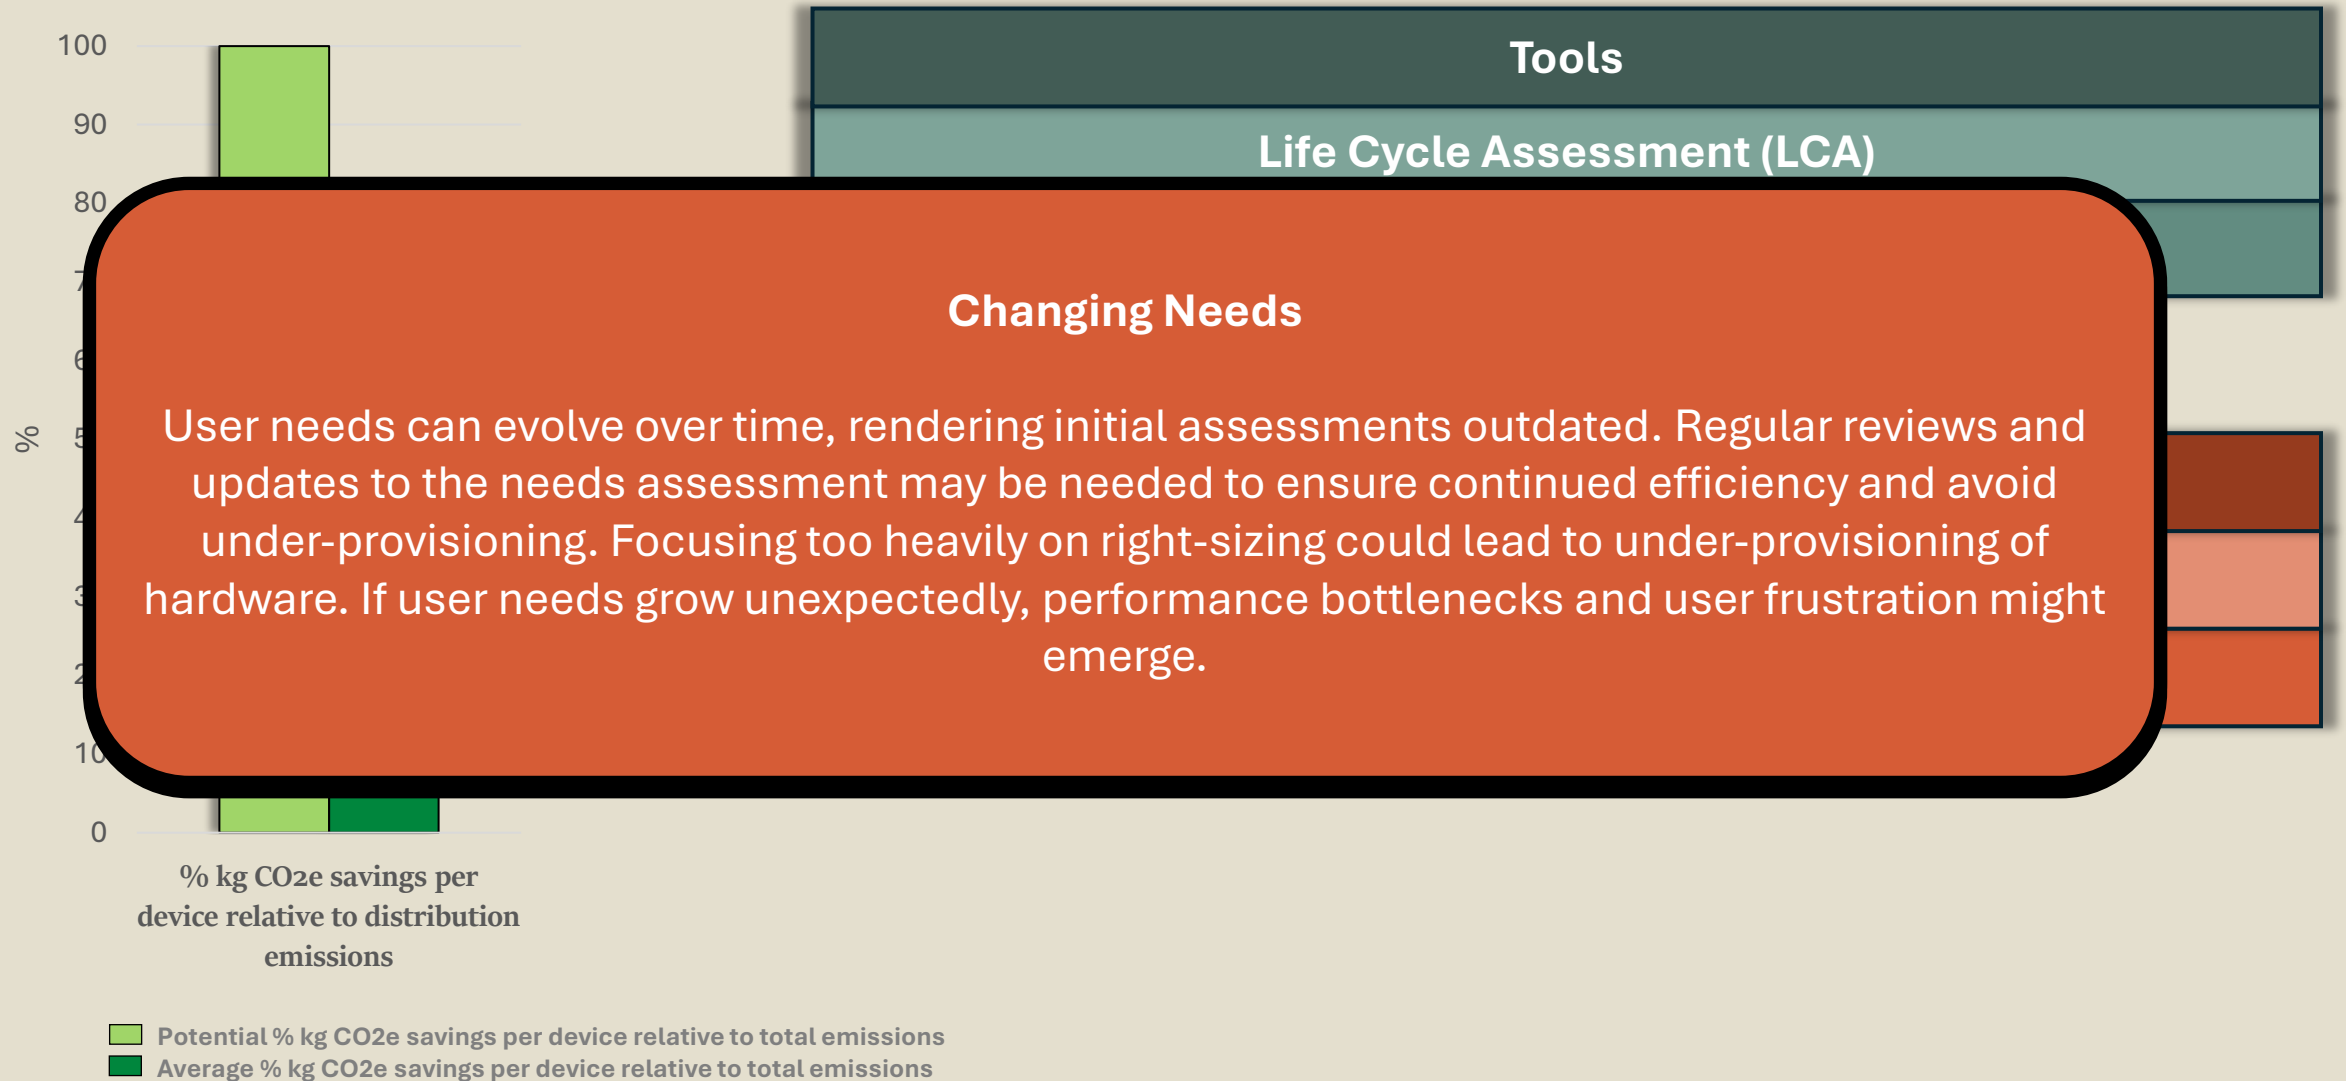 100
90
80
10
0
%
Tools
Life Cycle Assessment (LCA)
Changing Needs
User needs can evolve over time, rendering initial assessments outdated. Regular reviews and
updates to the needs assessment may be needed to ensure continued efficiency and avoid
under-provisioning. Focusing too heavily on right-sizing could lead to under-provisioning of
hardware. If user needs grow unexpectedly, performance bottlenecks and user frustration might
emerge.
% kg CO2e savings per
device relative to distribution
emissions
Potential % kg CO2e savings per device relative to total emissions
Average % kg CO2e savings per device relative to total emissions